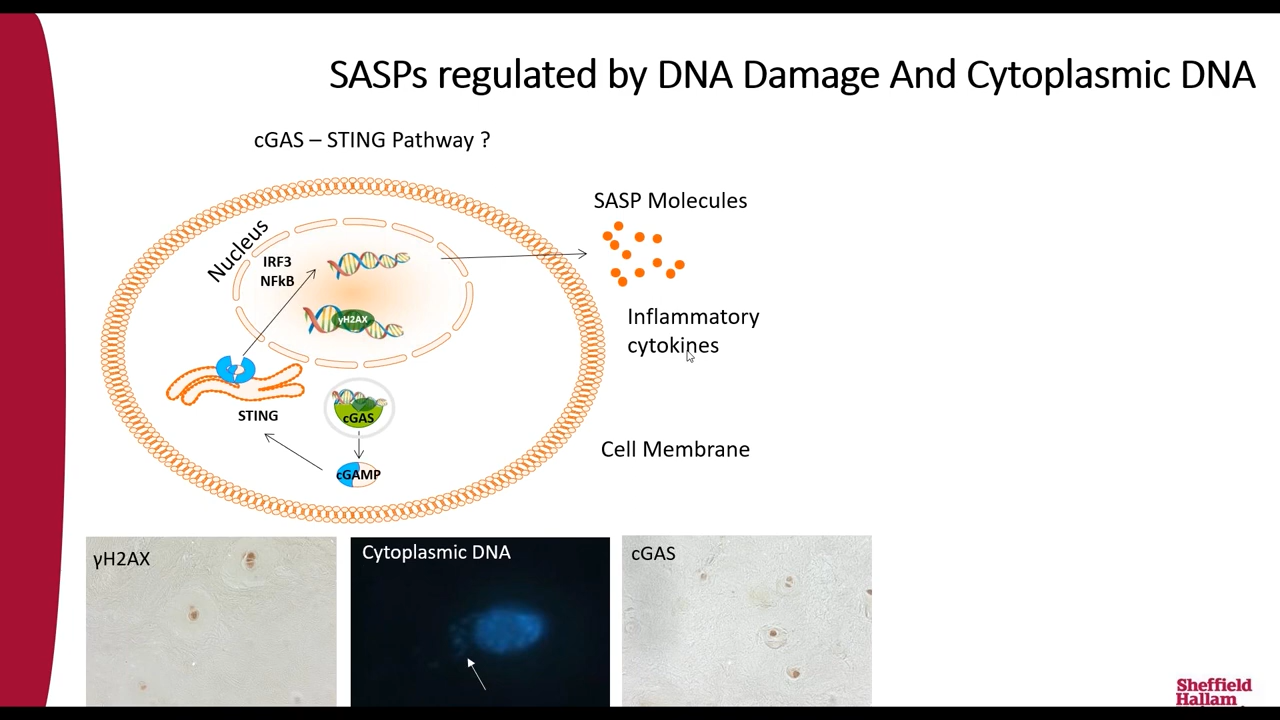 SASPs regulated by DNA Damage And Cytoplasmic DNA
cGAS – STING Pathway ?
SASP Molecules
Nucleus
IRF3
NFkB
γH2AX
Inflammatory
cytokines
STING
cGAS
cGAMP
Cell Membrane
γH2AX
Cytoplasmic DNA
cGAS
Sheffield
Hallam